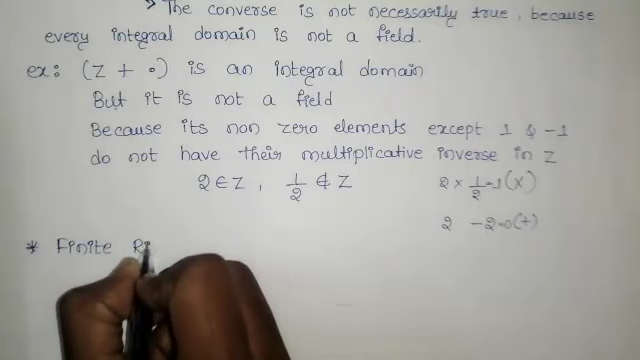 > The converse is not necessarily true, because
every integral domain is not a field.
ex: (Z + ·) is an integral domain
But it is not a field
Because its non zero elements except 1 & -1
do not have their multiplicative inverse in Z
2 ∈ Z, 1/2 ∉ Z
2 × 1/2 = 1 (×)
2 - 2 = 0 (+)
* Finite Ri